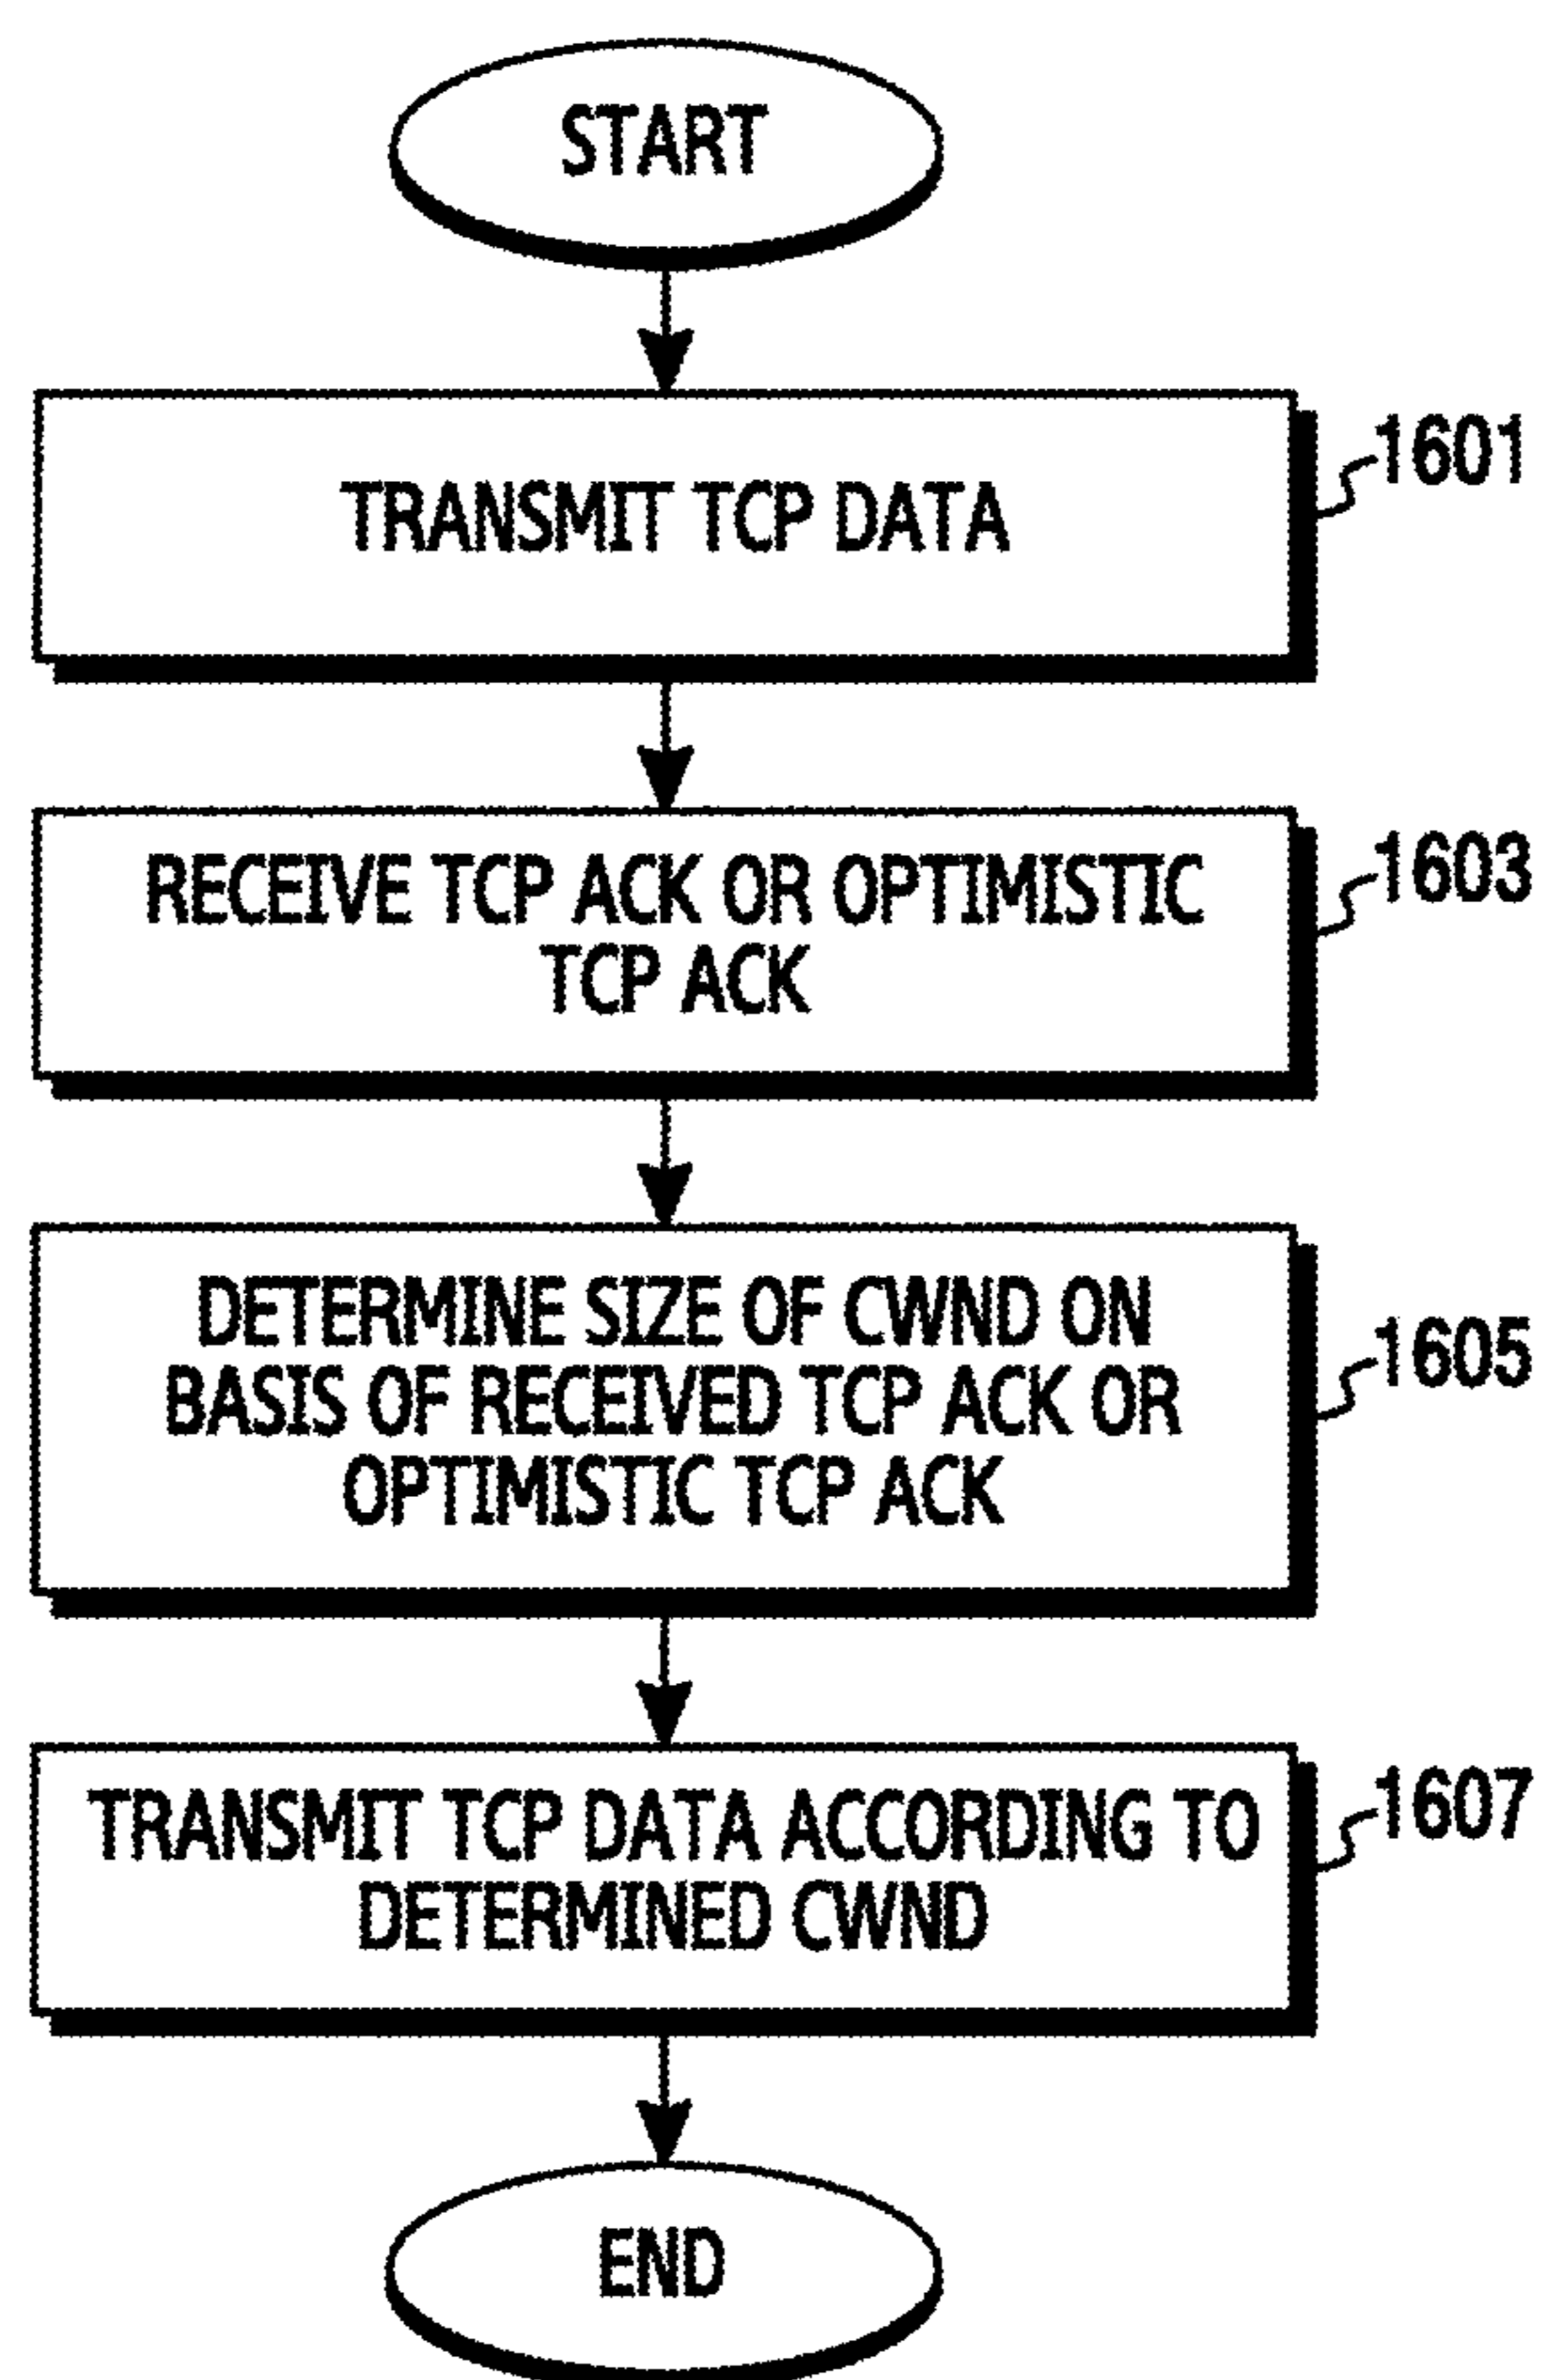 START
TRANSMIT TCP DATA
1601
RECEIVE TCP ACK OR OPTIMISTIC
TCP ACK
1603
DETERMINE SIZE OF CWND ON
BASIS OF RECEIVED TCP ACK OR
OPTIMISTIC TCP ACK
1605
TRANSMIT TCP DATA ACCORDING TO
DETERMINED CWND
1607
END